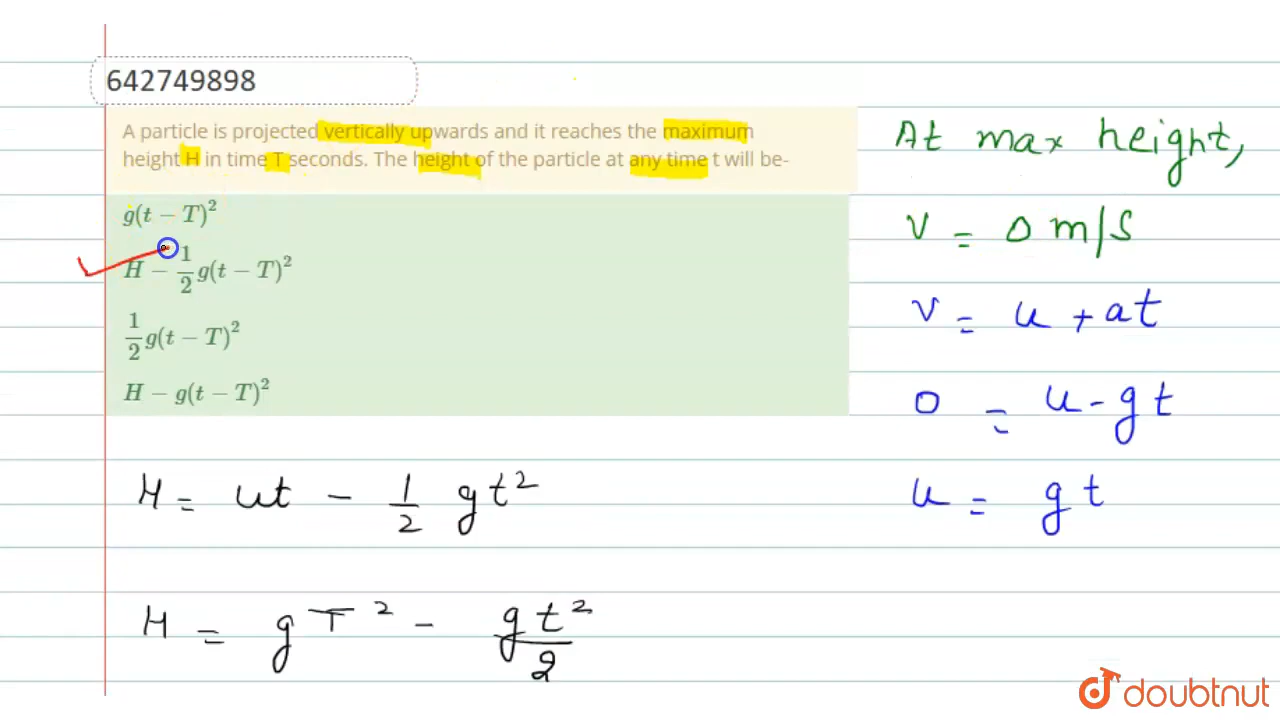 642749898
A particle is projected vertically upwards and it reaches the maximum
height H in time T seconds. The height of the particle at any time t will be-
g(t − T)²
H − 1/2 g(t − T)²
1/2 g(t − T)²
H − g(t − T)²
At max height,
V = 0 m/s
V = u + at
0 = u - gt
u = gt
H = ut - 1/2 gt²
H = gT² - gt²/2
doubtnut